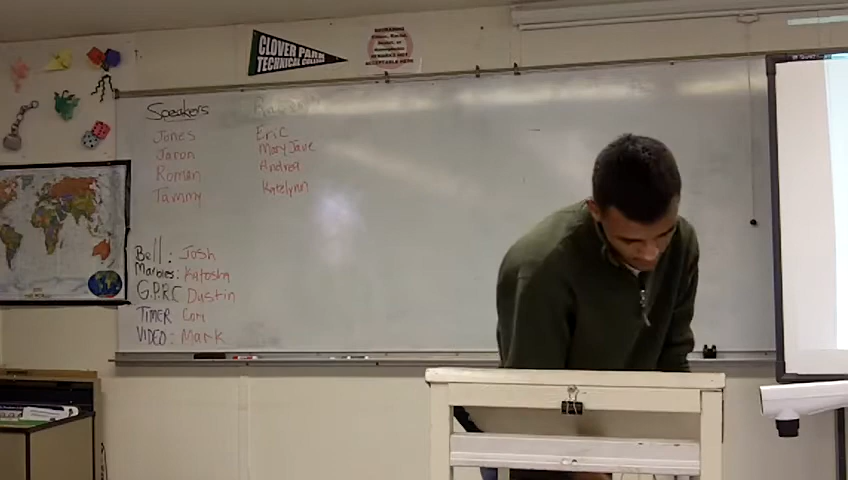 CLOVER PARK
TECHNICAL COLLEGE
Speakers
Jones
Jaron
Roman
Tammy
Eric
Mary Jane
Andrea
Katelynn
Bell: Josh
Marbles: Katosha
G.P.R.C Dustin
TIMER Cori
VIDEO: Mark